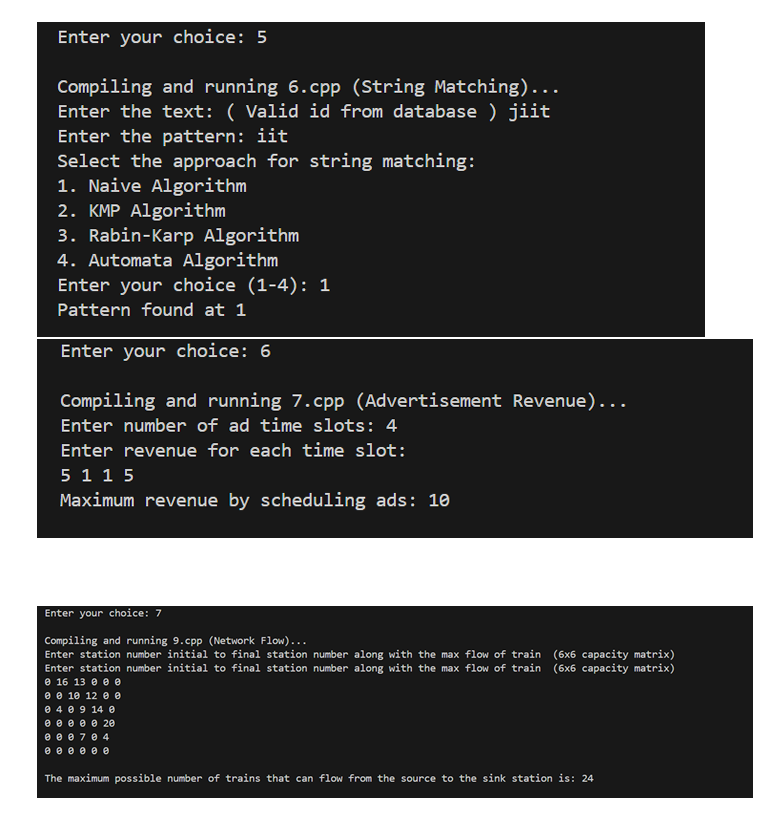 Enter your choice: 5
Compiling and running 6.cpp (String Matching)...
Enter the text: ( Valid id from database ) jiit
Enter the pattern: iit
Select the approach for string matching:
1. Naive Algorithm
2. KMP Algorithm
3. Rabin-Karp Algorithm
4. Automata Algorithm
Enter your choice (1-4): 1
Pattern found at 1
Enter your choice: 6
Compiling and running 7.cpp (Advertisement Revenue)...
Enter number of ad time slots: 4
Enter revenue for each time slot:
5 1 1 5
Maximum revenue by scheduling ads: 10
Enter your choice: 7
Compiling and running 9.cpp (Network Flow)...
Enter station number initial to final station number along with the max flow of train  (6x6 capacity matrix)
Enter station number initial to final station number along with the max flow of train  (6x6 capacity matrix)
0 16 13 0 0 0
0 0 10 12 0 0
0 4 0 9 14 0
0 0 0 0 0 20
0 0 0 7 0 4
0 0 0 0 0 0
The maximum possible number of trains that can flow from the source to the sink station is: 24